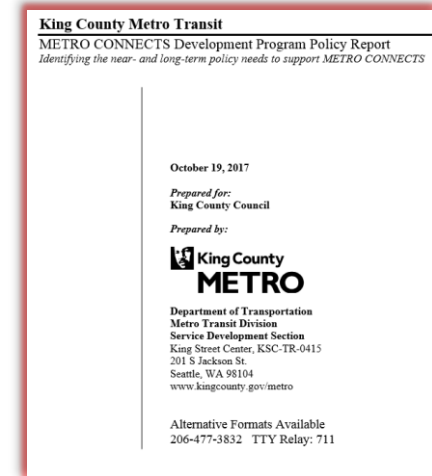 King County Metro Transit
METRO CONNECTS Development Program Policy Report
Identifying the near- and long-term policy needs to support METRO CONNECTS
October 19, 2017
Prepared for:
King County Council
Prepared by:
King County
METRO
Department of Transportation
Metro Transit Division
Service Development Section
King Street Center, KSC-TR-0415
201 S Jackson St.
Seattle, WA 98104
www.kingcounty.gov/metro
Alternative Formats Available
206-477-3832 TTY Relay: 711